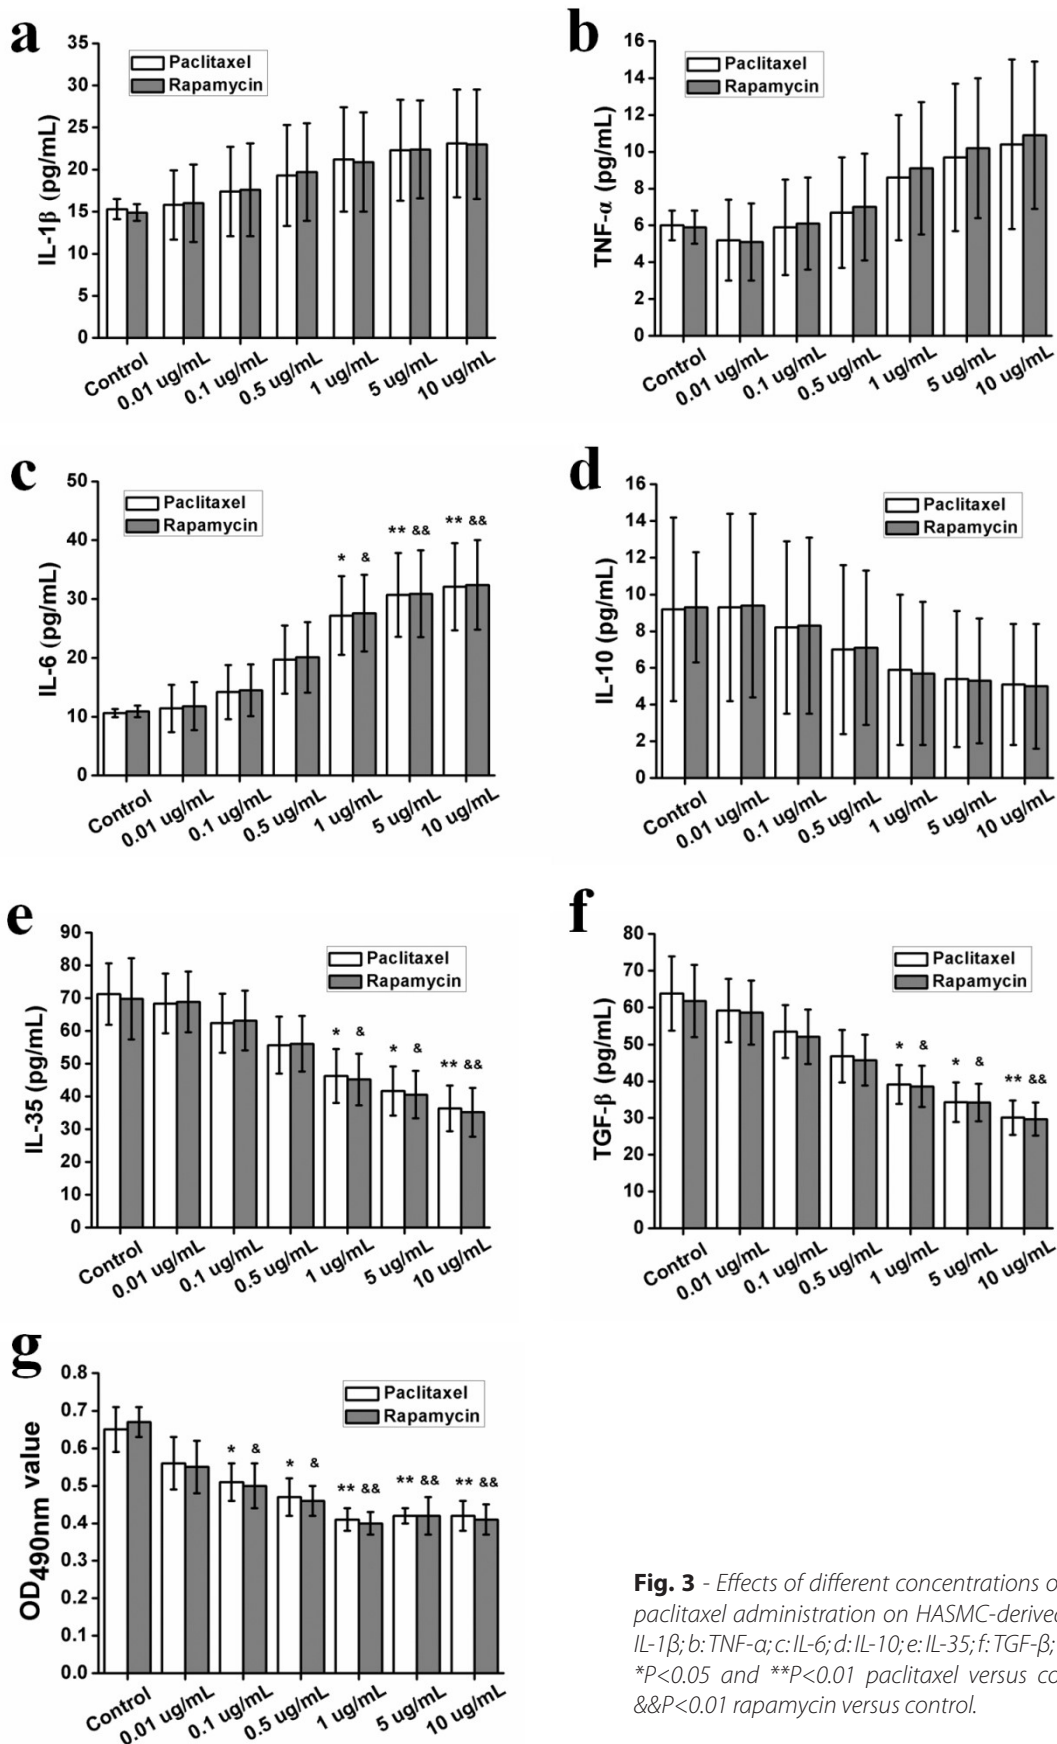 a
35
30
25
20
15
10
5
0
IL-1β (pg/mL)
Paclitaxel
Rapamycin
Control
0.01 ug/mL
0.1 ug/mL
0.5 ug/mL
1 ug/mL
5 ug/mL
10 ug/mL
b
16
14
12
10
8
6
4
2
0
TNF-α (pg/mL)
Paclitaxel
Rapamycin
Control
0.01 ug/mL
0.1 ug/mL
0.5 ug/mL
1 ug/mL
5 ug/mL
10 ug/mL
c
50
40
30
20
10
0
IL-6 (pg/mL)
Paclitaxel
Rapamycin
* &
** &&
** &&
Control
0.01 ug/mL
0.1 ug/mL
0.5 ug/mL
1 ug/mL
5 ug/mL
10 ug/mL
d
16
14
12
10
8
6
4
2
0
IL-10 (pg/mL)
Paclitaxel
Rapamycin
Control
0.01 ug/mL
0.1 ug/mL
0.5 ug/mL
1 ug/mL
5 ug/mL
10 ug/mL
e
90
80
70
60
50
40
30
20
10
0
IL-35 (pg/mL)
Paclitaxel
Rapamycin
* &
* &
** &&
Control
0.01 ug/mL
0.1 ug/mL
0.5 ug/mL
1 ug/mL
5 ug/mL
10 ug/mL
f
80
70
60
50
40
30
20
10
0
TGF-β (pg/mL)
Paclitaxel
Rapamycin
* &
* &
** &&
Control
0.01 ug/mL
0.1 ug/mL
0.5 ug/mL
1 ug/mL
5 ug/mL
10 ug/mL
g
0.8
0.7
0.6
0.5
0.4
0.3
0.2
0.1
0.0
OD490nm value
Paclitaxel
Rapamycin
* &
* &
** &&
** &&
** &&
Control
0.01 ug/mL
0.1 ug/mL
0.5 ug/mL
1 ug/mL
5 ug/mL
10 ug/mL
Fig. 3 - Effects of different concentrations o
paclitaxel administration on HASMC-derived
IL-1β; b: TNF-α; c: IL-6; d: IL-10; e: IL-35; f: TGF-β;
*P<0.05 and **P<0.01 paclitaxel versus co
&&P<0.01 rapamycin versus control.